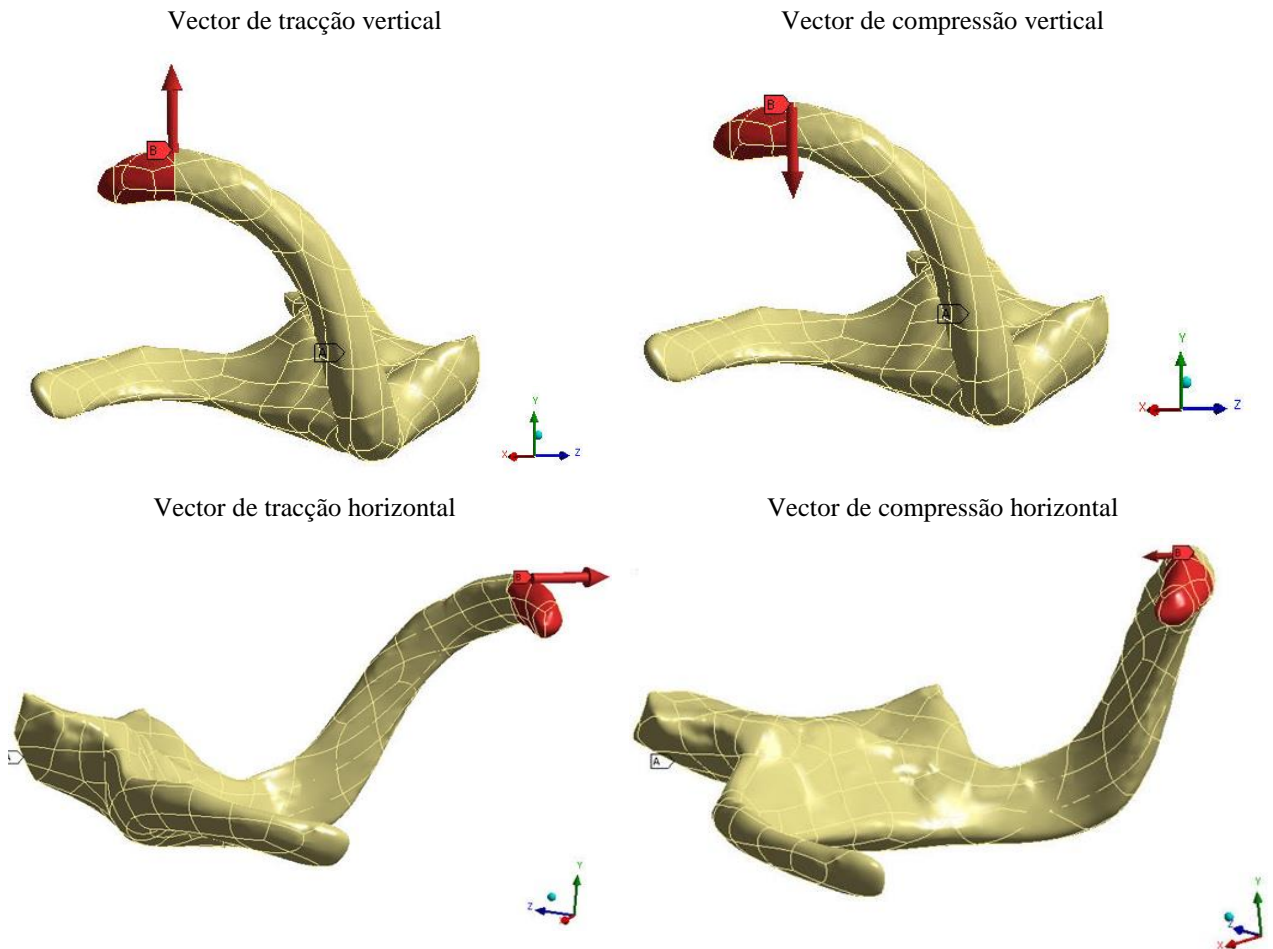 Vector de tracção vertical
Vector de compressão vertical
B
A
Y
X
Z
B
A
Y
X
Z
Vector de tracção horizontal
Vector de compressão horizontal
B
A
Y
Z
B
A
Y
Z
X